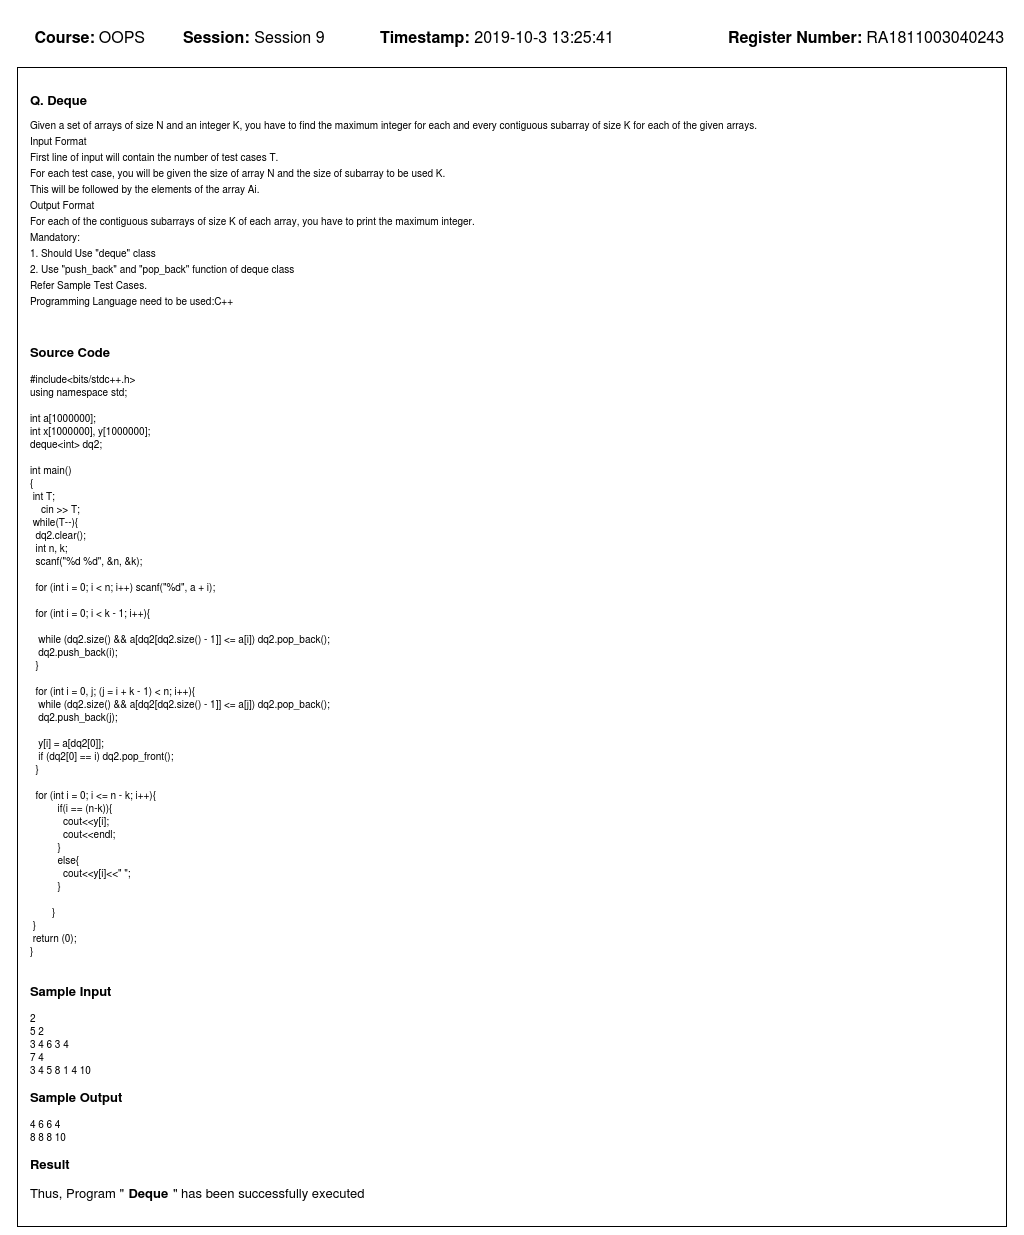 Course: OOPS Session: Session 9 Timestamp: 2019-10-3 13:25:41 Register Number: RA1811003040243
Q. Deque
Given a set of arrays of size N and an integer K, you have to find the maximum integer for each and every contiguous subarray of size K for each of the given arrays.
Input Format
First line of input will contain the number of test cases T.
For each test case, you will be given the size of array N and the size of subarray to be used K.
This will be followed by the elements of the array Ai.
Output Format
For each of the contiguous subarrays of size K of each array, you have to print the maximum integer.
Mandatory:
1. Should Use "deque" class
2. Use "push_back" and "pop_back" function of deque class
Refer Sample Test Cases.
Programming Language need to be used:C++
Source Code
#include<bits/stdc++.h>
using namespace std;
int a[1000000];
int x[1000000], y[1000000];
deque<int> dq2;
int main()
{
int T;
cin >> T;
while(T--){
dq2.clear();
int n, k;
scanf("%d %d", &n, &k);
for (int i = 0; i < n; i++) scanf("%d", a + i);
for (int i = 0; i < k - 1; i++){
while (dq2.size() && a[dq2[dq2.size() - 1]] <= a[i]) dq2.pop_back();
dq2.push_back(i);
}
for (int i = 0, j; (j = i + k - 1) < n; i++){
while (dq2.size() && a[dq2[dq2.size() - 1]] <= a[j]) dq2.pop_back();
dq2.push_back(j);
y[i] = a[dq2[0]];
if (dq2[0] == i) dq2.pop_front();
}
for (int i = 0; i <= n - k; i++){
if(i == (n-k)){
cout<<y[i];
cout<<endl;
}
else{
cout<<y[i]<<" ";
}
}
}
return (0);
}
Sample Input
2
5 2
3 4 6 3 4
7 4
3 4 5 8 1 4 10
Sample Output
4 6 6 4
8 8 8 10
Result
Thus, Program " Deque " has been successfully executed